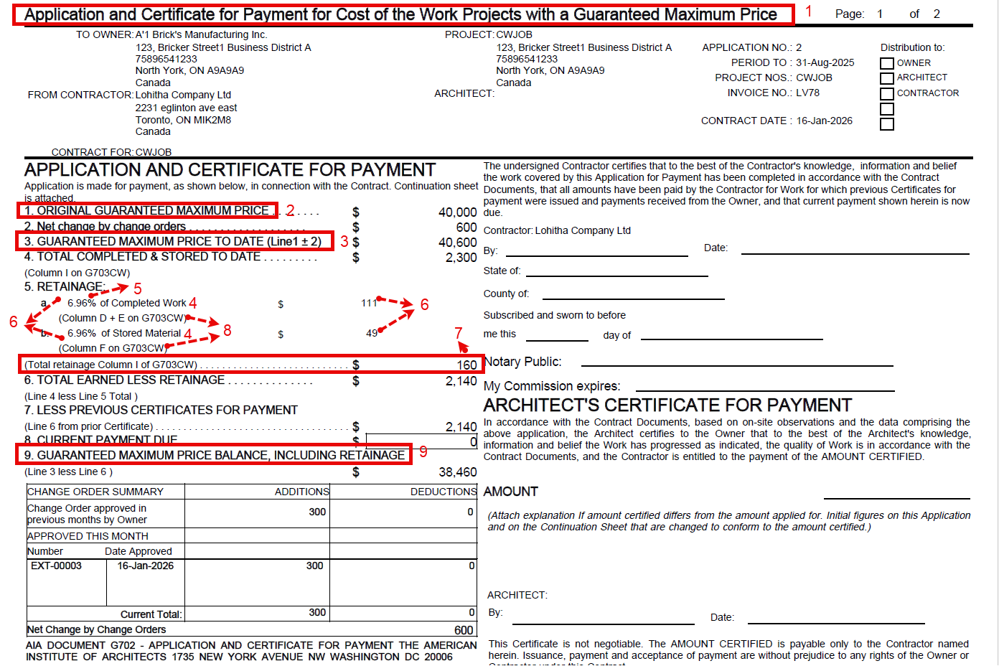 Application and Certificate for Payment for Cost of the Work Projects with a Guaranteed Maximum Price 1 Page: 1 of 2
TO OWNER: A'1 Brick's Manufacturing Inc.
123, Bricker Street1 Business District A
75896541233
North York, ON A9A9A9
Canada
FROM CONTRACTOR: Lohitha Company Ltd
2231 eglinton ave east
Toronto, ON MIK2M8
Canada
CONTRACT FOR: CWJOB
PROJECT: CWJOB
123, Bricker Street1 Business District A
75896541233
North York, ON A9A9A9
Canada
ARCHITECT:
APPLICATION NO.: 2
PERIOD TO : 31-Aug-2025
PROJECT NOS.: CWJOB
INVOICE NO.: LV78
CONTRACT DATE : 16-Jan-2026
Distribution to:
OWNER
ARCHITECT
CONTRACTOR
APPLICATION AND CERTIFICATE FOR PAYMENT
Application is made for payment, as shown below, in connection with the Contract. Continuation sheet
is attached.
1. ORIGINAL GUARANTEED MAXIMUM PRICE . . . . . . 2 $ 40,000
2. Net change by change orders . . . . . . . . . . . . . . . . . . . $ 600
3. GUARANTEED MAXIMUM PRICE TO DATE (Line1 ± 2) 3 $ 40,600
4. TOTAL COMPLETED & STORED TO DATE . . . . . . . . . $ 2,300
(Column I on G703CW)
5. RETAINAGE: 5
a. 6.96% of Completed Work 4 $ 111 6
6 (Column D + E on G703CW) 8
b. 6.96% of Stored Material 4 $ 49 7
(Column F on G703CW)
(Total retainage Column I of G703CW) . . . . . . . . . . . . . . . . . . . . . . . . . . . $ 160
6. TOTAL EARNED LESS RETAINAGE . . . . . . . . . . . . . . $ 2,140
(Line 4 less Line 5 Total )
7. LESS PREVIOUS CERTIFICATES FOR PAYMENT
(Line 6 from prior Certificate) . . . . . . . . . . . . . . . . . . . . . . . . . . . . . . . . . . . $ 2,140
8. CURRENT PAYMENT DUE $ 0
9. GUARANTEED MAXIMUM PRICE BALANCE, INCLUDING RETAINAGE 9
(Line 3 less Line 6 ) $ 38,460
CHANGE ORDER SUMMARY ADDITIONS DEDUCTIONS
Change Order approved in
previous months by Owner 300 0
APPROVED THIS MONTH
Number Date Approved
EXT-00003 16-Jan-2026 300 0
Current Total: 300 0
Net Change by Change Orders 600
AIA DOCUMENT G702 - APPLICATION AND CERTIFICATE FOR PAYMENT THE AMERICAN
INSTITUTE OF ARCHITECTS 1735 NEW YORK AVENUE NW WASHINGTON DC 20006
The undersigned Contractor certifies that to the best of the Contractor's knowledge, information and belief
the work covered by this Application for Payment has been completed in accordance with the Contract
Documents, that all amounts have been paid by the Contractor for Work for which previous Certificates for
payment were issued and payments received from the Owner, and that current payment shown herein is now
due.
Contractor: Lohitha Company Ltd
By: Date:
State of:
County of:
Subscribed and sworn to before
me this day of
Notary Public:
My Commission expires:
ARCHITECT'S CERTIFICATE FOR PAYMENT
In accordance with the Contract Documents, based on on-site observations and the data comprising the
above application, the Architect certifies to the Owner that to the best of the Architect's knowledge,
information and belief the Work has progressed as indicated, the quality of Work is in accordance with the
Contract Documents, and the Contractor is entitled to the payment of the AMOUNT CERTIFIED.
AMOUNT
(Attach explanation If amount certified differs from the amount applied for. Initial figures on this Application
and on the Continuation Sheet that are changed to conform to the amount certified.)
ARCHITECT:
By: Date:
This Certificate is not negotiable. The AMOUNT CERTIFIED is payable only to the Contractor named
herein. Issuance, payment and acceptance of payment are without prejudice to any rights of the Owner or
Contractor under this Contract.